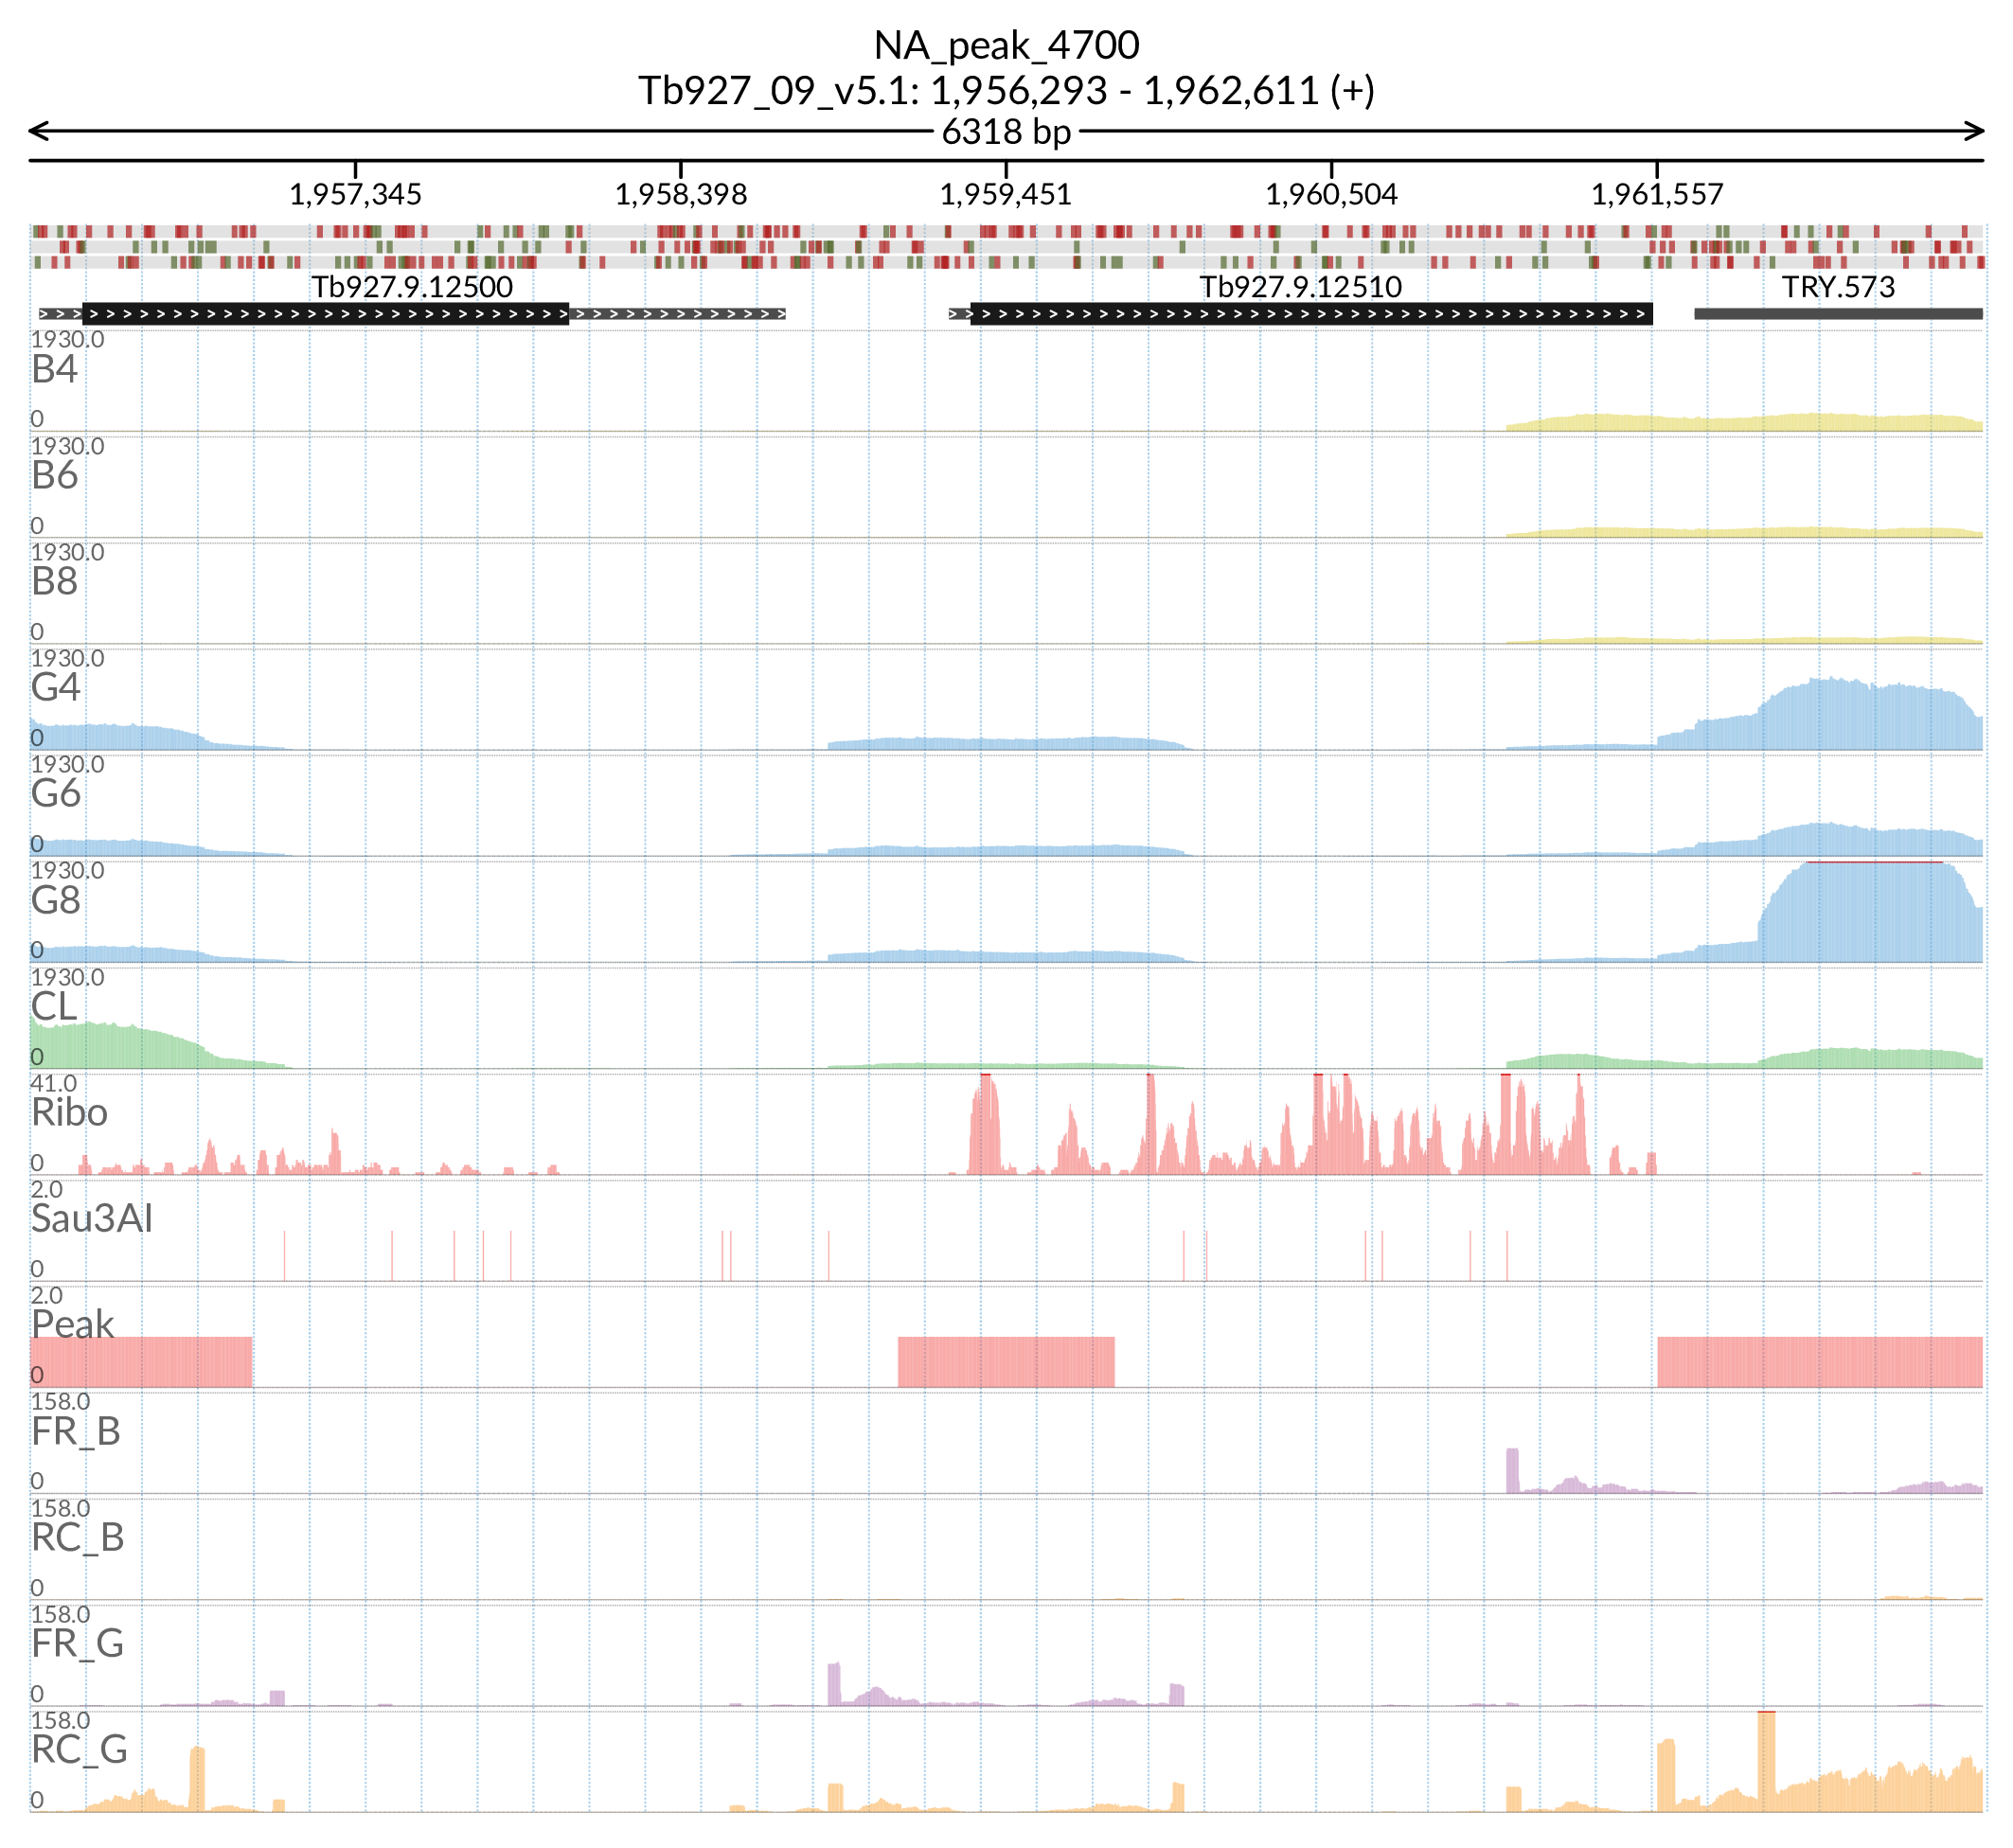 NA_peak_4700
Tb927_09_v5.1: 1,956,293 - 1,962,611 (+)
6318 bp
1,957,345 1,958,398 1,959,451 1,960,504 1,961,557
Tb927.9.12500 Tb927.9.12510 TRY.573
1930.0
B4
0
1930.0
B6
0
1930.0
B8
0
1930.0
G4
0
1930.0
G6
0
1930.0
G8
0
1930.0
CL
0
41.0
Ribo
0
2.0
Sau3AI
0
2.0
Peak
0
158.0
FR_B
0
158.0
RC_B
0
158.0
FR_G
0
158.0
RC_G
0